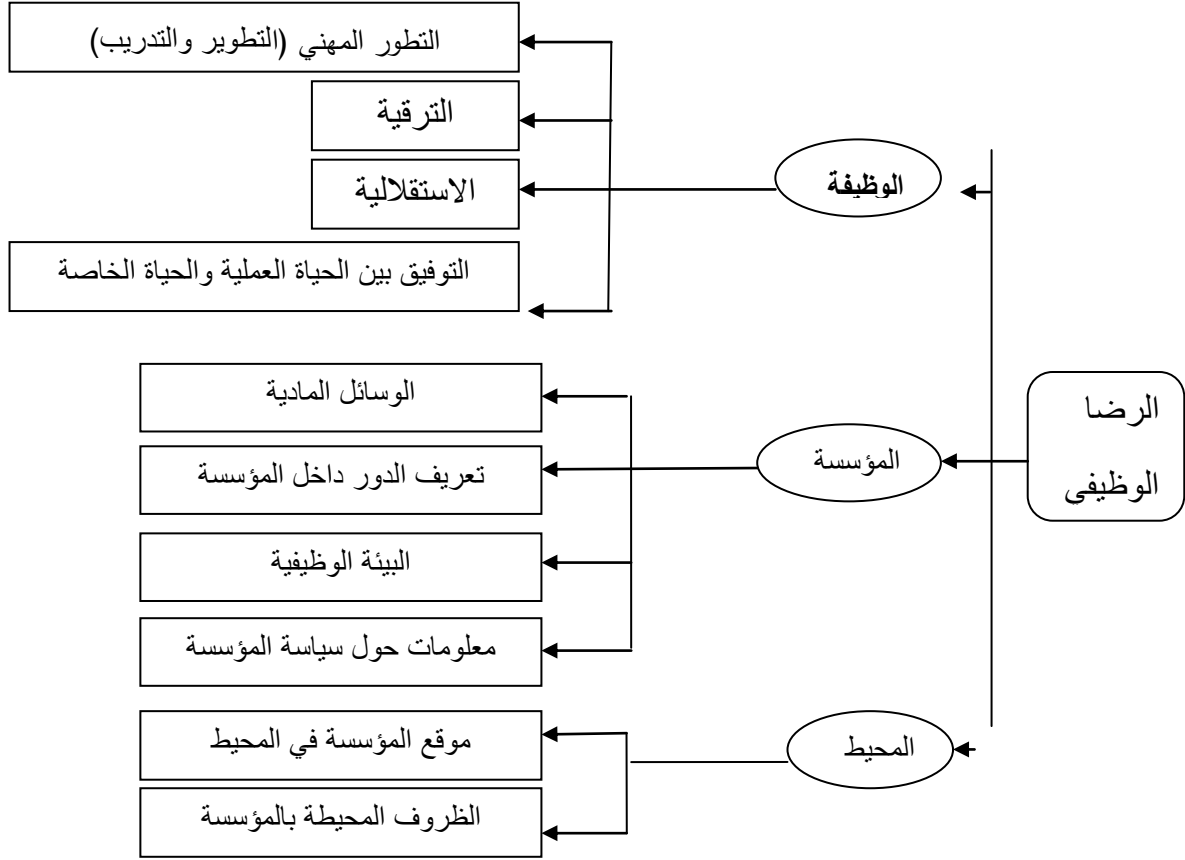 الرضا
الوظيفي
الوظيفة
التطور المهني (التطوير والتدريب)
الترقية
الاستقلالية
التوفيق بين الحياة العملية والحياة الخاصة
المؤسسة
الوسائل المادية
تعريف الدور داخل المؤسسة
البيئة الوظيفية
معلومات حول سياسة المؤسسة
المحيط
موقع المؤسسة في المحيط
الظروف المحيطة بالمؤسسة